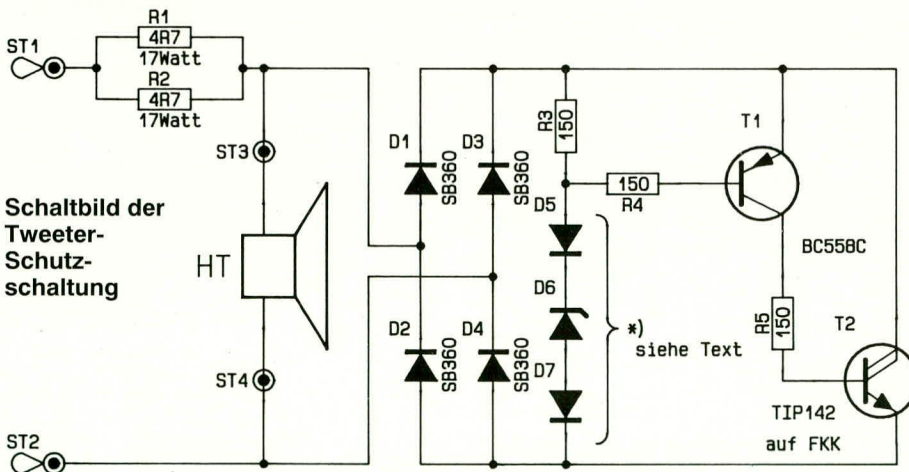 ST1
R1
4R7
17Watt
R2
4R7
17Watt
ST3
Schaltbild der
Tweeter-
Schutz-
schaltung
HT
ST4
ST2
D1
SB360
D3
SB360
D2
SB360
D4
SB360
R3
150
150
R4
D5
D6
D7
*)
siehe Text
T1
BC558C
R5
150
T2
TIP142
auf FKK